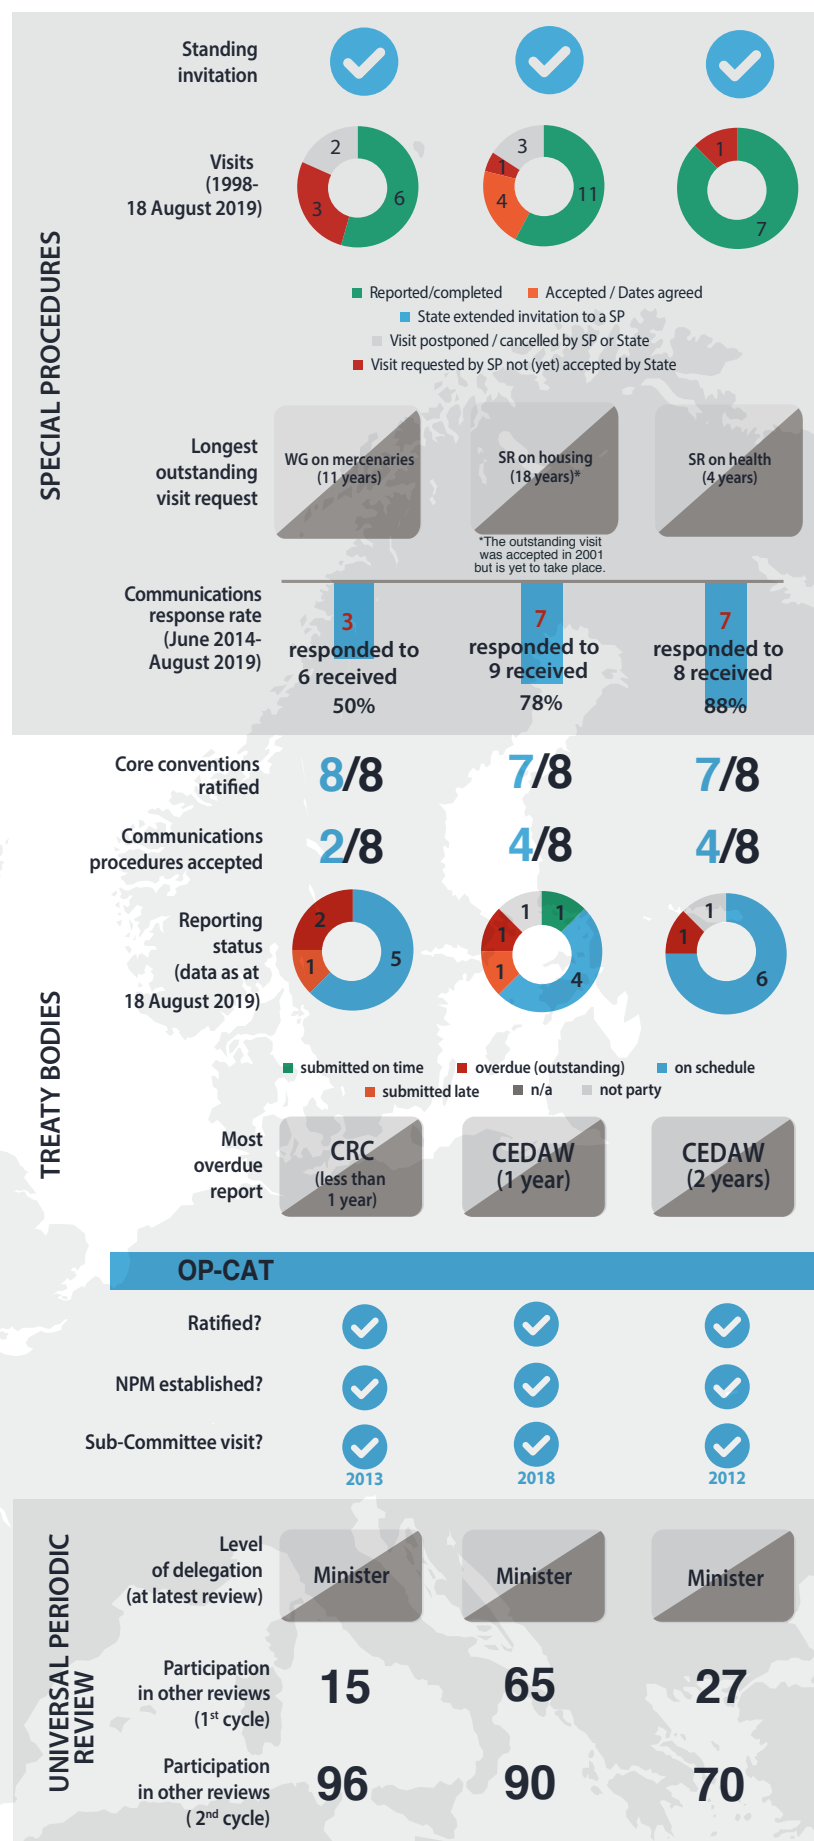 SPECIAL PROCEDURES
Standing
invitation
Visits
(1998-
18 August 2019)
2
3
6
3
1
4
11
1
7
Reported/completed
Accepted / Dates agreed
State extended invitation to a SP
Visit postponed / cancelled by SP or State
Visit requested by SP not (yet) accepted by State
Longest
outstanding
visit request
WG on mercenaries
(11 years)
SR on housing
(18 years)*
SR on health
(4 years)
*The outstanding visit
was accepted in 2001
but is yet to take place.
Communications
response rate
(June 2014-
August 2019)
3
responded to
6 received
50%
7
responded to
9 received
78%
7
responded to
8 received
88%
TREATY BODIES
Core conventions
ratified
8/8
7/8
7/8
Communications
procedures accepted
2/8
4/8
4/8
Reporting
status
(data as at
18 August 2019)
2
1
5
1
1
1
1
4
1
1
6
submitted on time
overdue (outstanding)
on schedule
submitted late
n/a
not party
Most
overdue
report
CRC
(less than
1 year)
CEDAW
(1 year)
CEDAW
(2 years)
OP-CAT
Ratified?
NPM established?
Sub-Committee visit?
2013
2018
2012
UNIVERSAL PERIODIC
REVIEW
Level
of delegation
(at latest review)
Minister
Minister
Minister
Participation
in other reviews
(1st cycle)
15
65
27
Participation
in other reviews
( 2nd cycle)
96
90
70